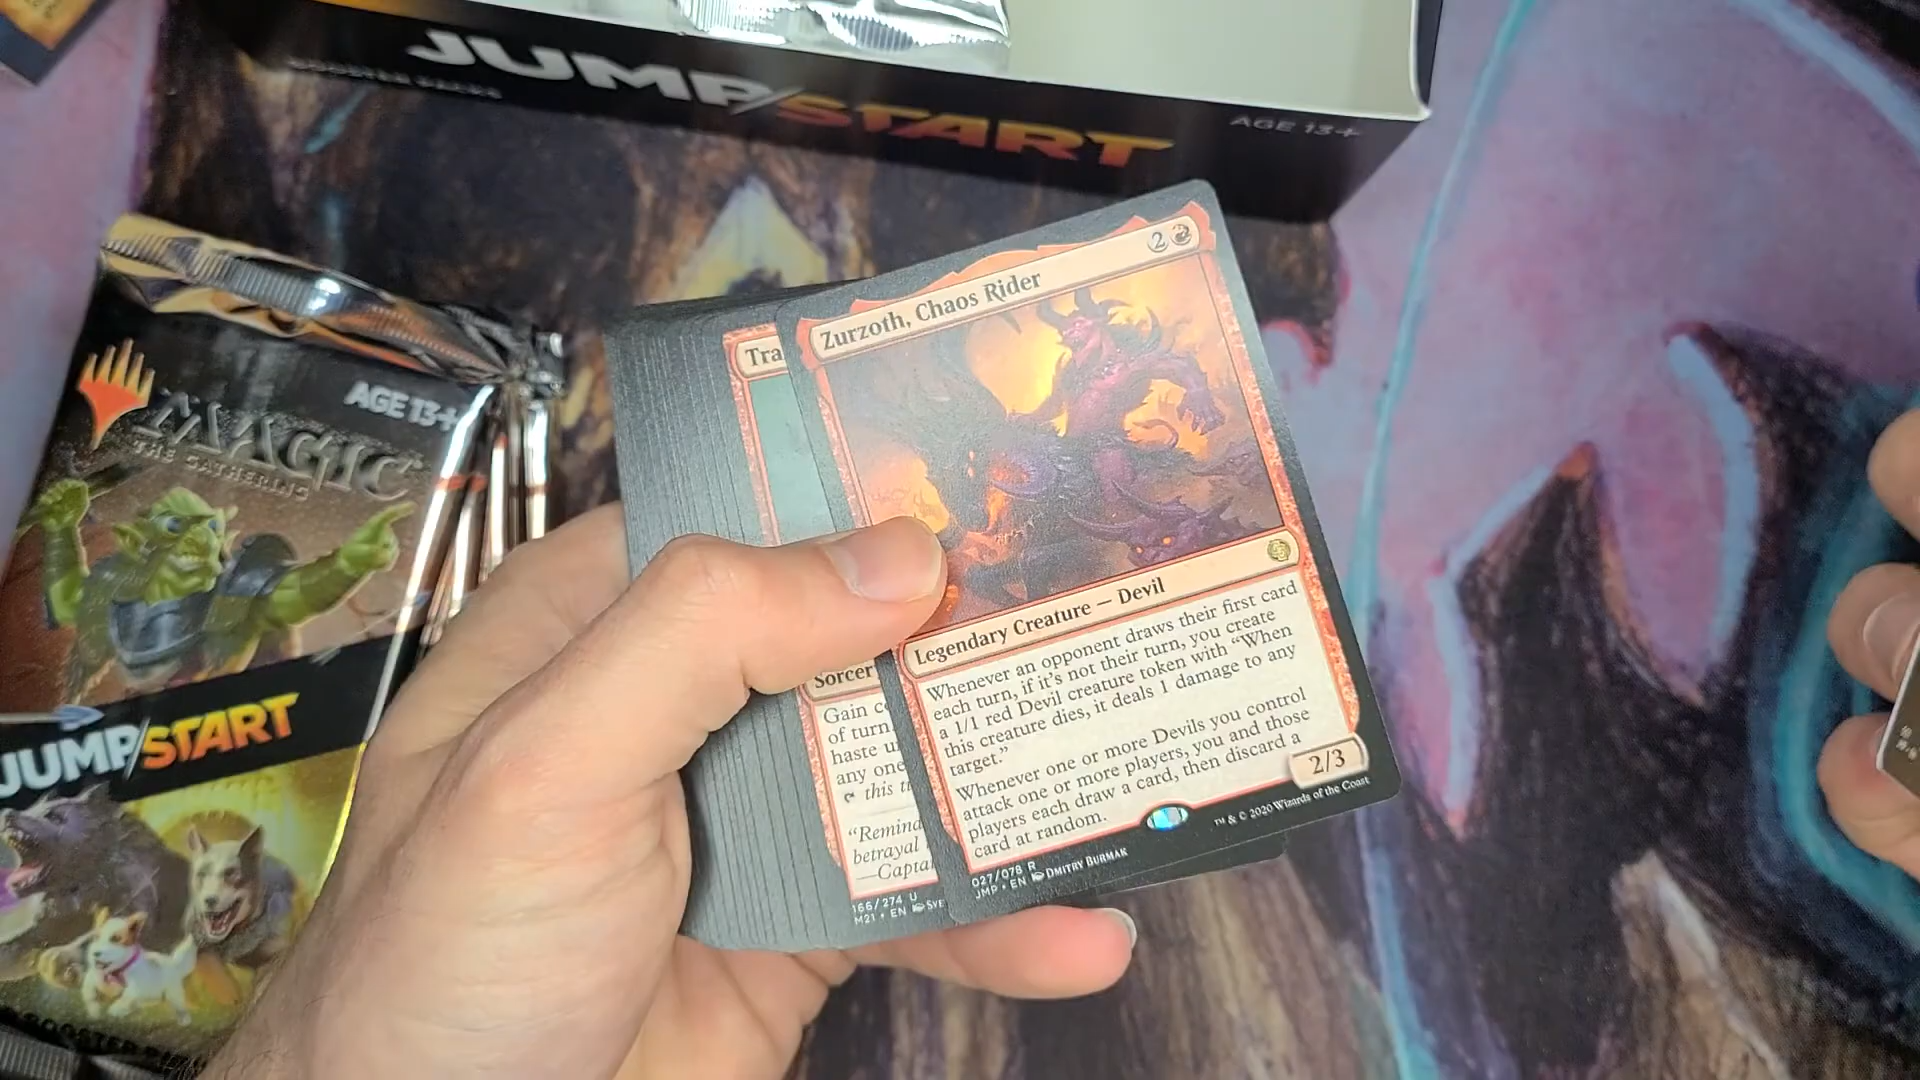 JUMP/START
BOOSTER PACKS
AGE 13+
MAGIC
THE GATHERING
AGE 13+
JUMP/START
Zurzoth, Chaos Rider
2
Legendary Creature — Devil
Whenever an opponent draws their first card
each turn, if it's not their turn, you create
a 1/1 red Devil creature token with “When
this creature dies, it deals 1 damage to any
target.”
Whenever one or more Devils you control
attack one or more players, you and those
players each draw a card, then discard a
card at random.
2/3
027/078 R
JMP • EN DMITRY BURMAK
™ & © 2020 Wizards of the Coast
Tra
Sorcer
Gain c
of turn
haste u
any one
this t
“Remind
betrayal
—Capta
166/274 U
M21 • EN SVE